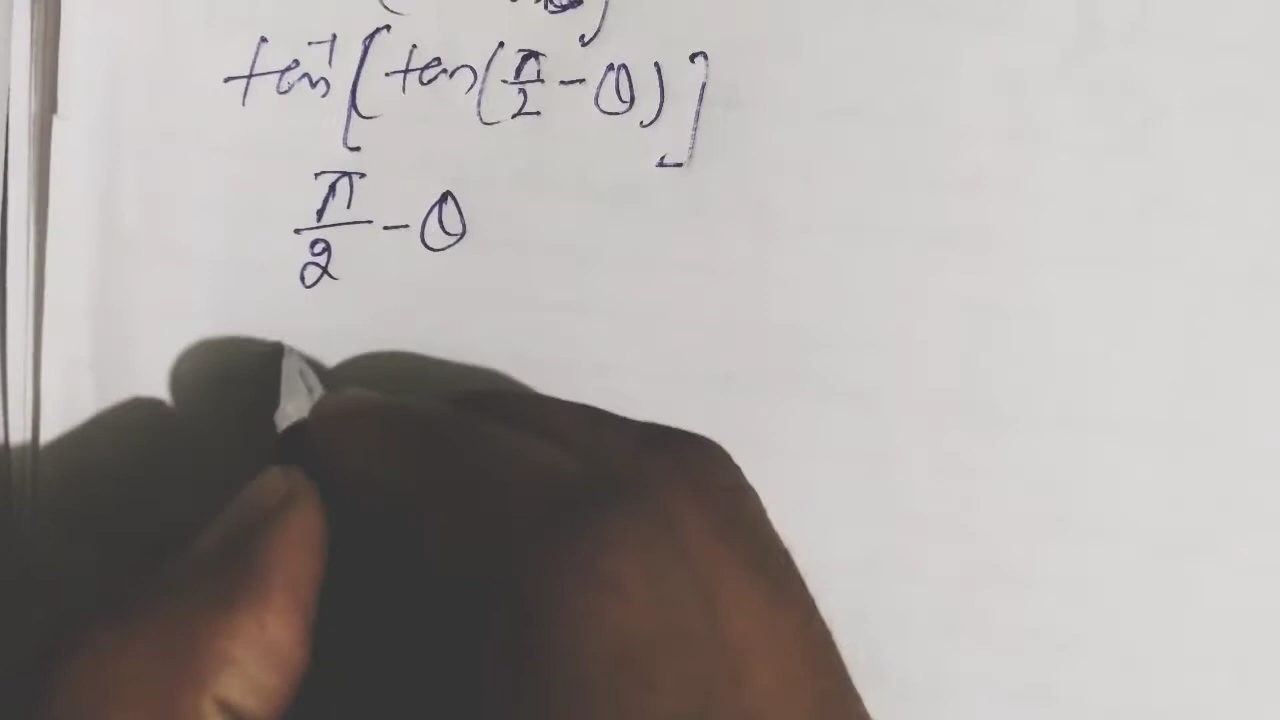 tan⁻¹[tan(π/2 - θ)]
π/2 - θ